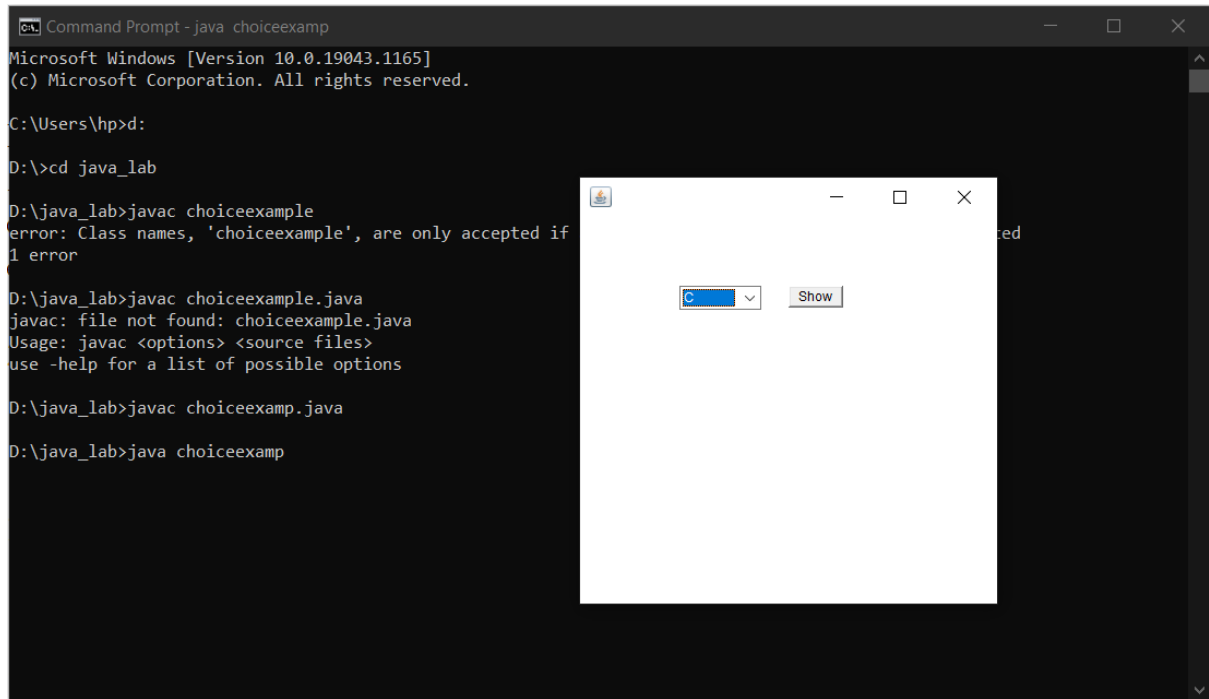 Command Prompt - java  choiceexamp
Microsoft Windows [Version 10.0.19043.1165]
(c) Microsoft Corporation. All rights reserved.
C:\Users\hp>d:
D:\>cd java_lab
D:\java_lab>javac choiceexample
error: Class names, 'choiceexample', are only accepted if
1 error
D:\java_lab>javac choiceexample.java
javac: file not found: choiceexample.java
Usage: javac <options> <source files>
use -help for a list of possible options
D:\java_lab>javac choiceexamp.java
D:\java_lab>java choiceexamp
C
Show